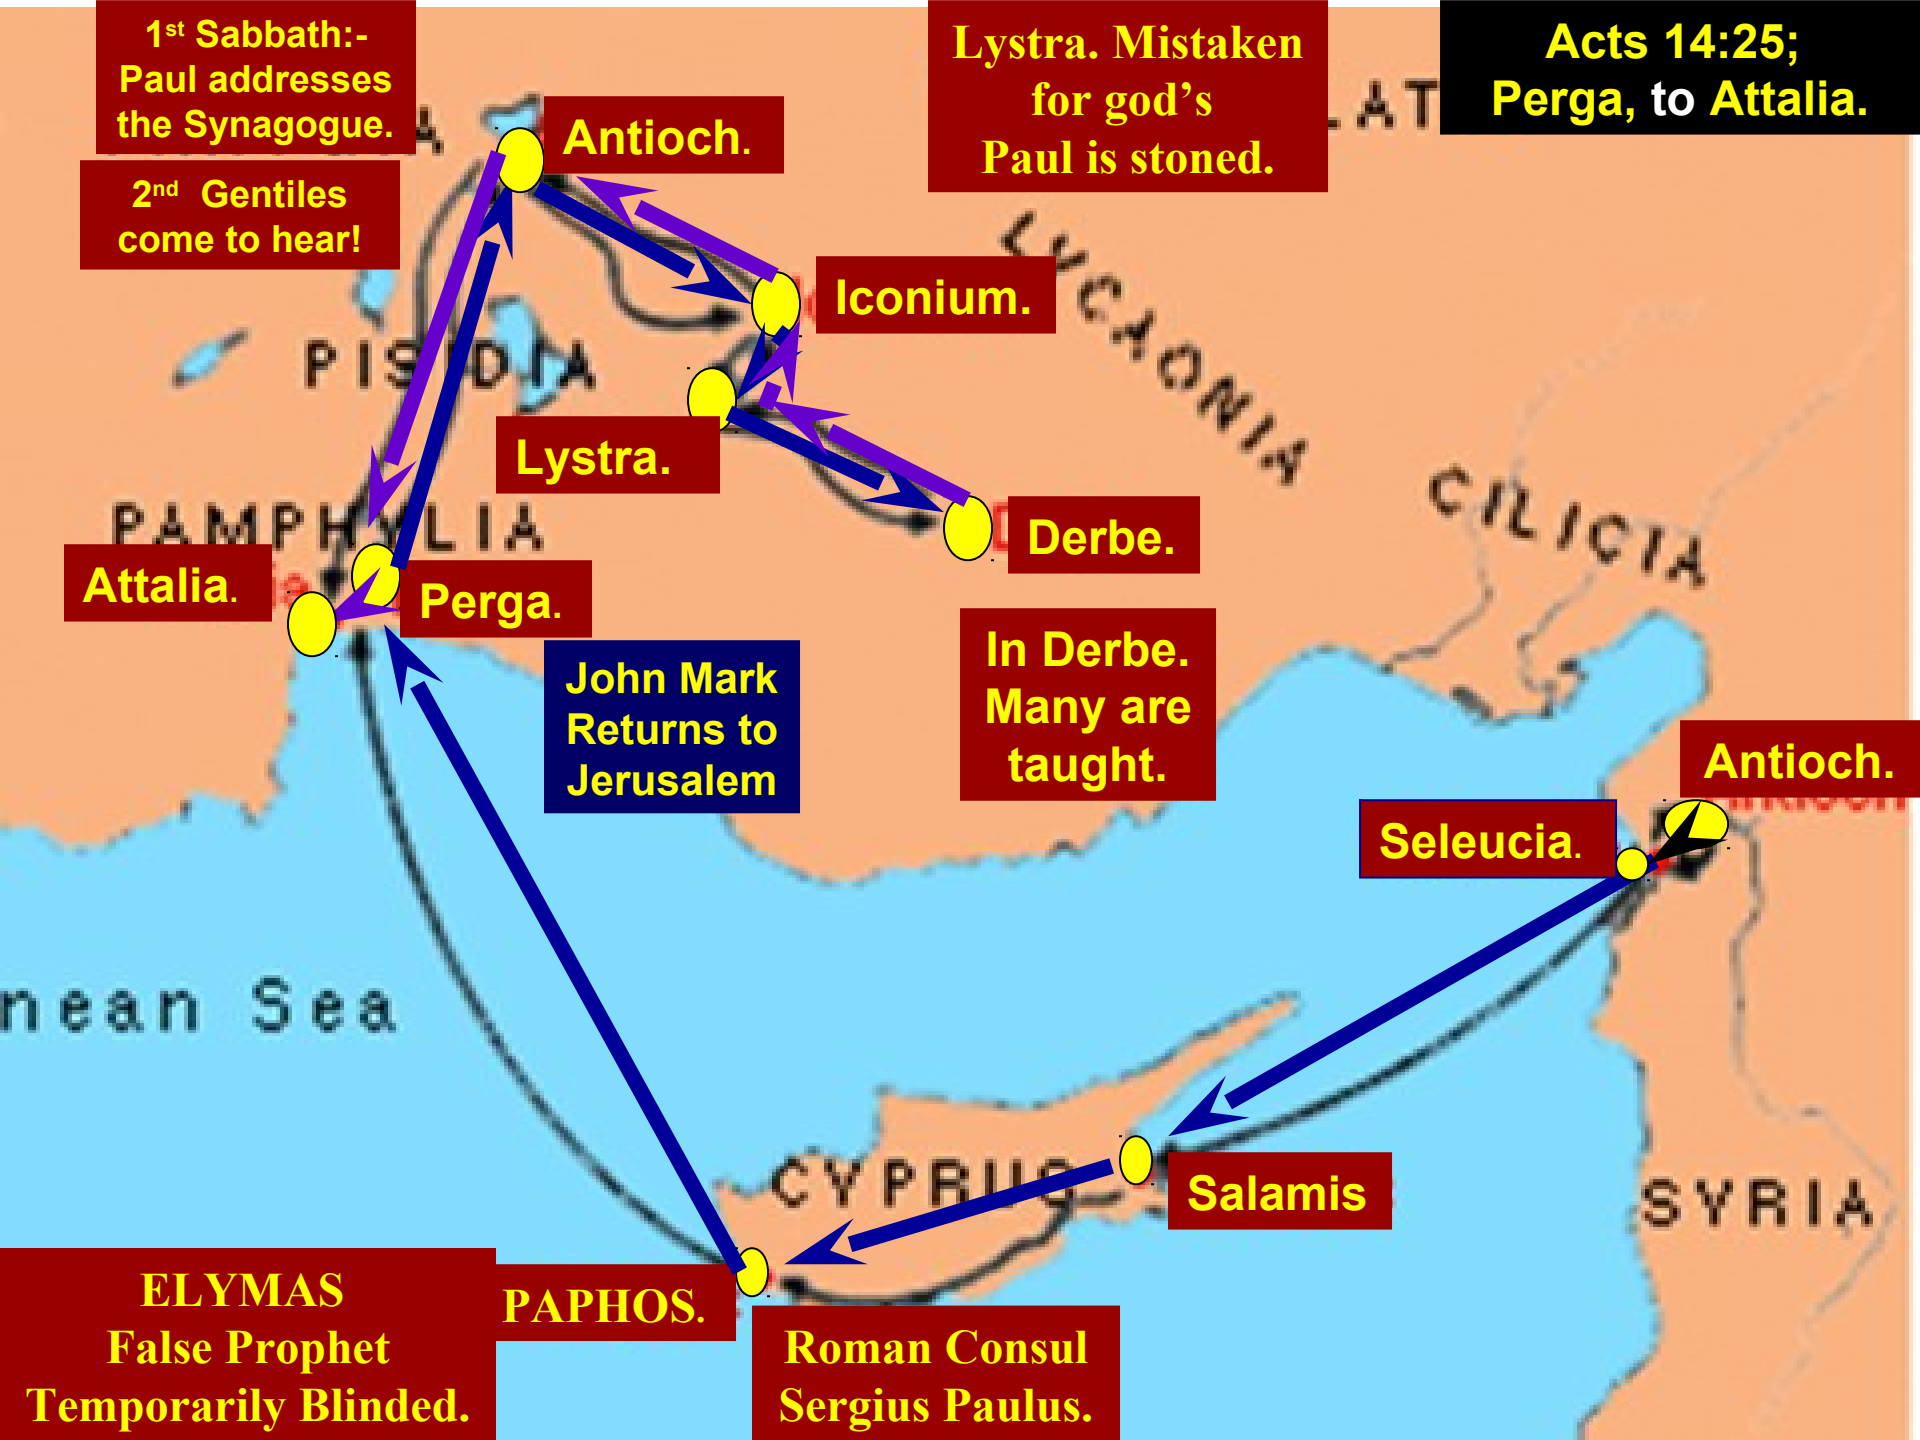 1st Sabbath:-
Paul addresses
the Synagogue.
2nd Gentiles
come to hear!
Antioch.
Lystra. Mistaken
for god's
Paul is stoned.
LAT
Acts 14:25;
Perga, to Attalia.
Iconium.
LYCAONIA
PISIDIA
Lystra.
CILICIA
PAMPHYLIA
Derbe.
Attalia.
Perga.
John Mark
Returns to
Jerusalem
In Derbe.
Many are
taught.
Antioch.
Seleucia.
nean Sea
CYPRUS
Salamis
SYRIA
ELYMAS
False Prophet
Temporarily Blinded.
PAPHOS.
Roman Consul
Sergius Paulus.